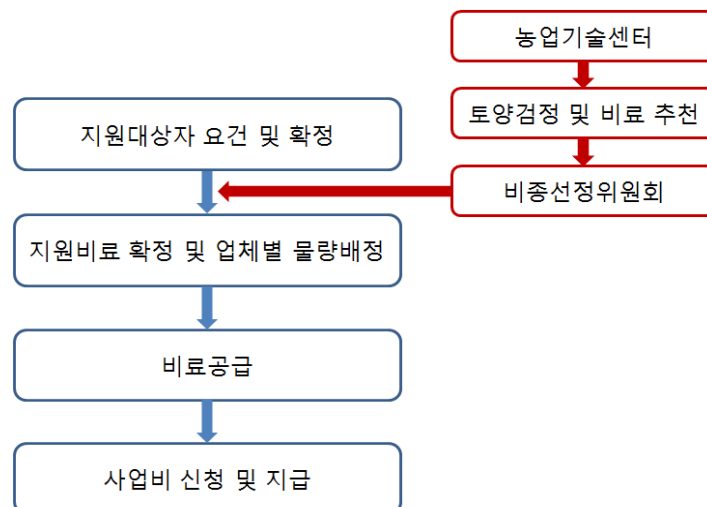 농업기술센터
토양검정 및 비료 추천
비종선정위원회
지원대상자 요건 및 확정
지원비료 확정 및 업체별 물량배정
비료공급
사업비 신청 및 지급